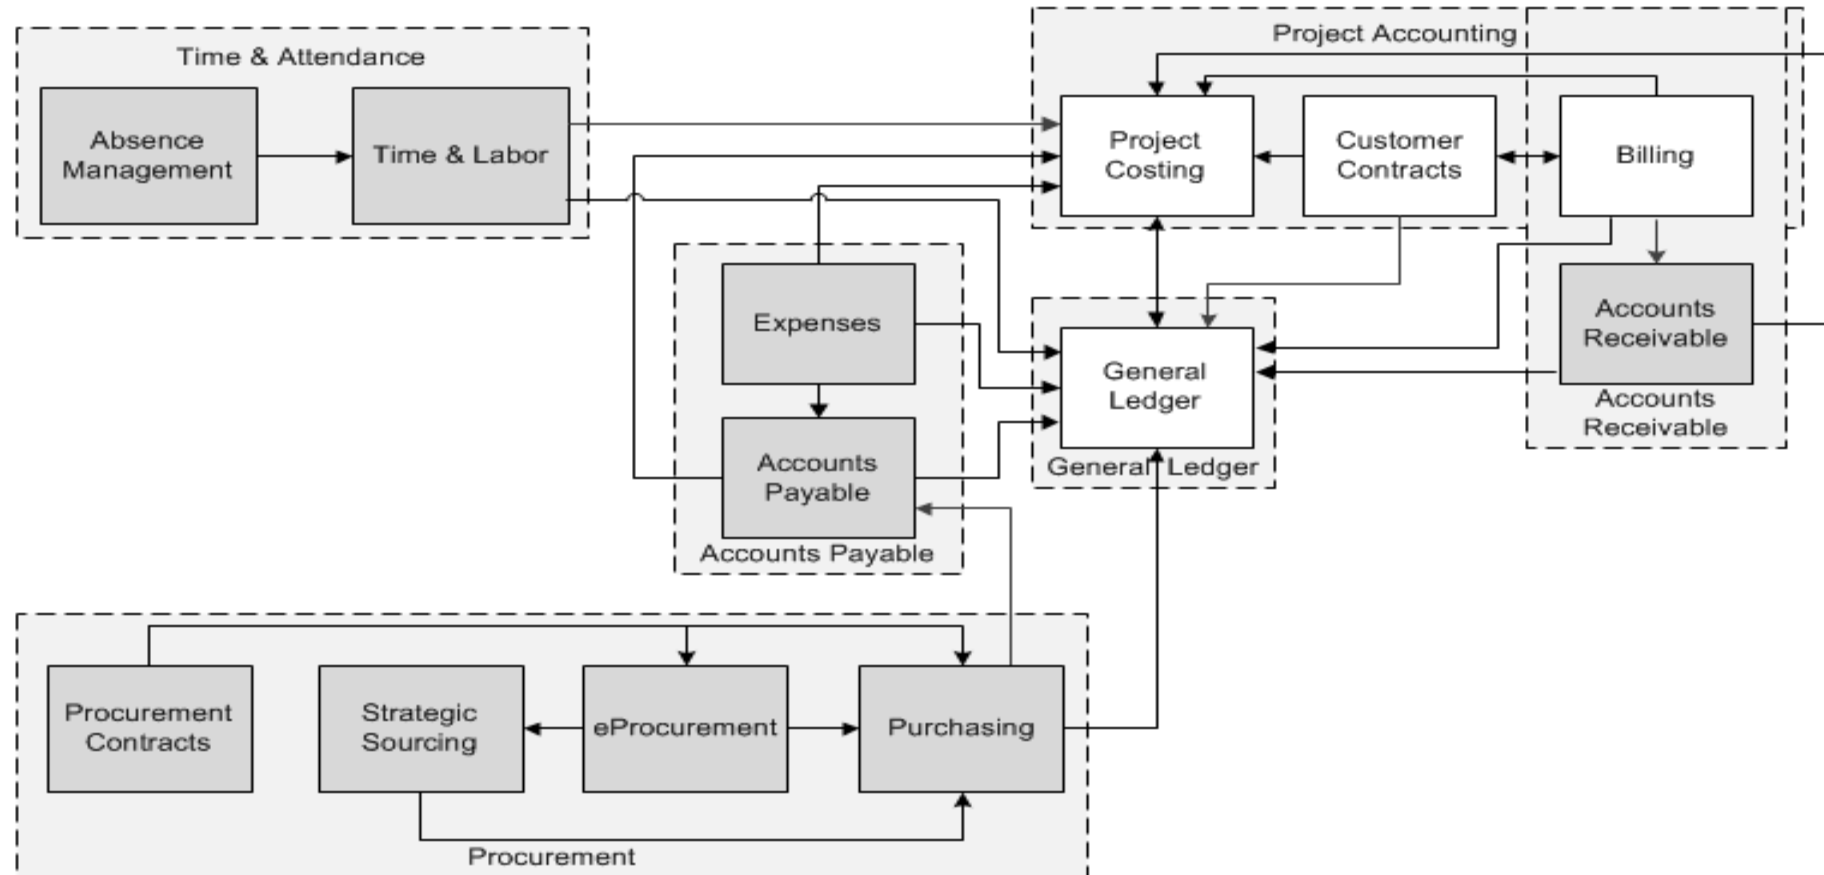 Time & Attendance
Absence
Management
Time & Labor
Project Accounting
Project
Costing
Customer
Contracts
Billing
Accounts
Receivable
Accounts
Receivable
Expenses
Accounts
Payable
Accounts Payable
General
Ledger
General Ledger
Procurement
Contracts
Strategic
Sourcing
eProcurement
Purchasing
Procurement